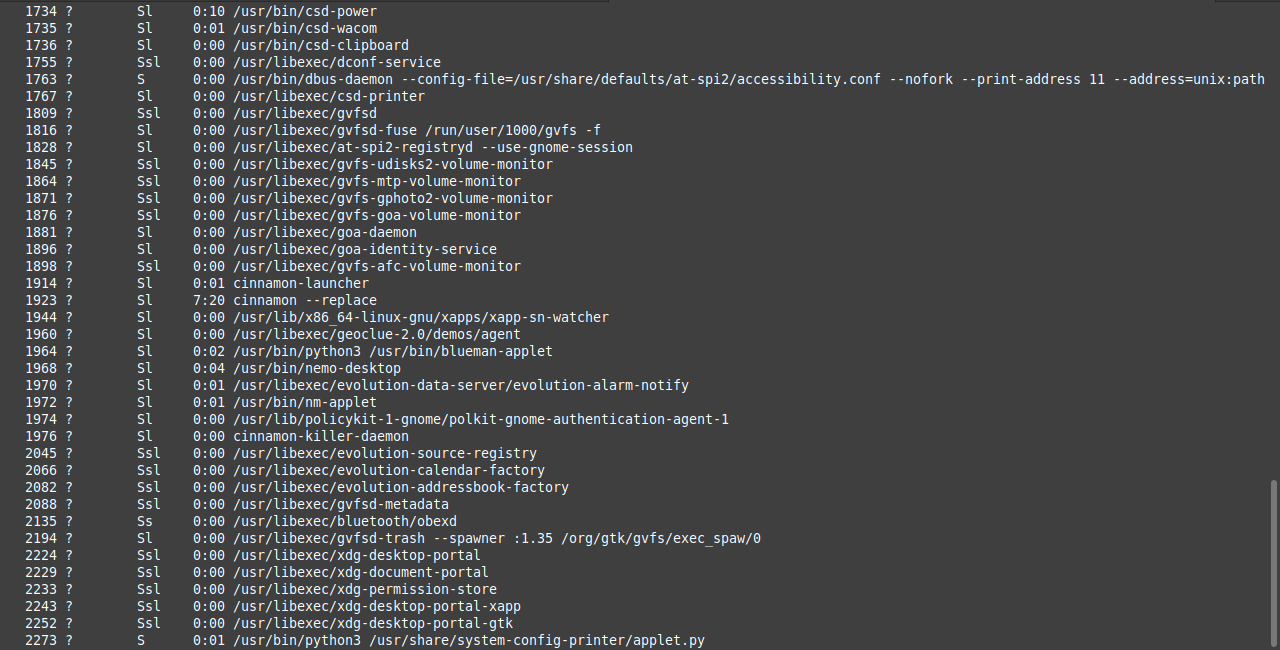 1734 ?        Sl     0:10 /usr/bin/csd-power
1735 ?        Sl     0:01 /usr/bin/csd-wacom
1736 ?        Sl     0:00 /usr/bin/csd-clipboard
1755 ?        Ssl    0:00 /usr/libexec/dconf-service
1763 ?        S      0:00 /usr/bin/dbus-daemon --config-file=/usr/share/defaults/at-spi2/accessibility.conf --nofork --print-address 11 --address=unix:path
1767 ?        Sl     0:00 /usr/libexec/csd-printer
1809 ?        Ssl    0:00 /usr/libexec/gvfsd
1816 ?        Sl     0:00 /usr/libexec/gvfsd-fuse /run/user/1000/gvfs -f
1828 ?        Sl     0:00 /usr/libexec/at-spi2-registryd --use-gnome-session
1845 ?        Ssl    0:00 /usr/libexec/gvfs-udisks2-volume-monitor
1864 ?        Ssl    0:00 /usr/libexec/gvfs-mtp-volume-monitor
1871 ?        Ssl    0:00 /usr/libexec/gvfs-gphoto2-volume-monitor
1876 ?        Ssl    0:00 /usr/libexec/gvfs-goa-volume-monitor
1881 ?        Sl     0:00 /usr/libexec/goa-daemon
1896 ?        Sl     0:00 /usr/libexec/goa-identity-service
1898 ?        Ssl    0:00 /usr/libexec/gvfs-afc-volume-monitor
1914 ?        Sl     0:01 cinnamon-launcher
1923 ?        Sl     7:20 cinnamon --replace
1944 ?        Sl     0:00 /usr/lib/x86_64-linux-gnu/xapps/xapp-sn-watcher
1960 ?        Sl     0:00 /usr/libexec/geoclue-2.0/demos/agent
1964 ?        Sl     0:02 /usr/bin/python3 /usr/bin/blueman-applet
1968 ?        Sl     0:04 /usr/bin/nemo-desktop
1970 ?        Sl     0:01 /usr/libexec/evolution-data-server/evolution-alarm-notify
1972 ?        Sl     0:01 /usr/bin/nm-applet
1974 ?        Sl     0:00 /usr/lib/policykit-1-gnome/polkit-gnome-authentication-agent-1
1976 ?        Sl     0:00 cinnamon-killer-daemon
2045 ?        Ssl    0:00 /usr/libexec/evolution-source-registry
2066 ?        Ssl    0:00 /usr/libexec/evolution-calendar-factory
2082 ?        Ssl    0:00 /usr/libexec/evolution-addressbook-factory
2088 ?        Ssl    0:00 /usr/libexec/gvfsd-metadata
2135 ?        Ss     0:00 /usr/libexec/bluetooth/obexd
2194 ?        Sl     0:00 /usr/libexec/gvfsd-trash --spawner :1.35 /org/gtk/gvfs/exec_spaw/0
2224 ?        Ssl    0:00 /usr/libexec/xdg-desktop-portal
2229 ?        Ssl    0:00 /usr/libexec/xdg-document-portal
2233 ?        Ssl    0:00 /usr/libexec/xdg-permission-store
2243 ?        Ssl    0:00 /usr/libexec/xdg-desktop-portal-xapp
2252 ?        Ssl    0:00 /usr/libexec/xdg-desktop-portal-gtk
2273 ?        S      0:01 /usr/bin/python3 /usr/share/system-config-printer/applet.py